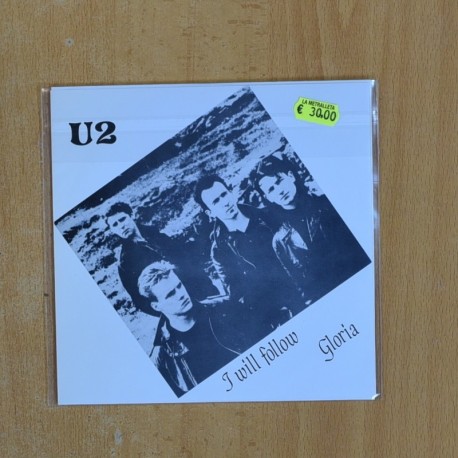 U2
LA METRALLETA
€ 30.00
I will follow
Gloria